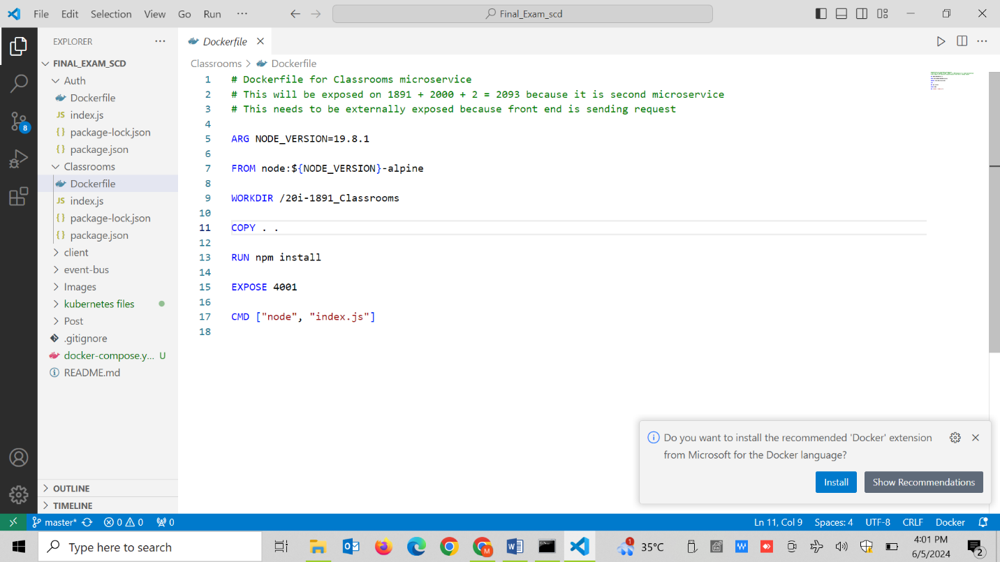 File Edit Selection View Go Run ··· Final_Exam_scd
EXPLORER ···
Dockerfile
FINAL_EXAM_SCD
Auth
Dockerfile
JS index.js
{} package-lock.json
{} package.json
Classrooms
Dockerfile
JS index.js
{} package-lock.json
{} package.json
client
event-bus
Images
kubernetes files
Post
.gitignore
docker-compose.y... U
README.md
OUTLINE
TIMELINE
8
Classrooms > Dockerfile
1 # Dockerfile for Classrooms microservice
2 # This will be exposed on 1891 + 2000 + 2 = 2093 because it is second microservice
3 # This needs to be externally exposed because front end is sending request
4
5 ARG NODE_VERSION=19.8.1
6
7 FROM node:${NODE_VERSION}-alpine
8
9 WORKDIR /20i-1891_Classrooms
10
11 COPY . .
12
13 RUN npm install
14
15 EXPOSE 4001
16
17 CMD ["node", "index.js"]
18
Do you want to install the recommended 'Docker' extension
from Microsoft for the Docker language?
Install Show Recommendations
master* 0 0 0 Ln 11, Col 9 Spaces: 4 UTF-8 CRLF Docker
Type here to search 1 35°C 4:01 PM
6/5/2024 2